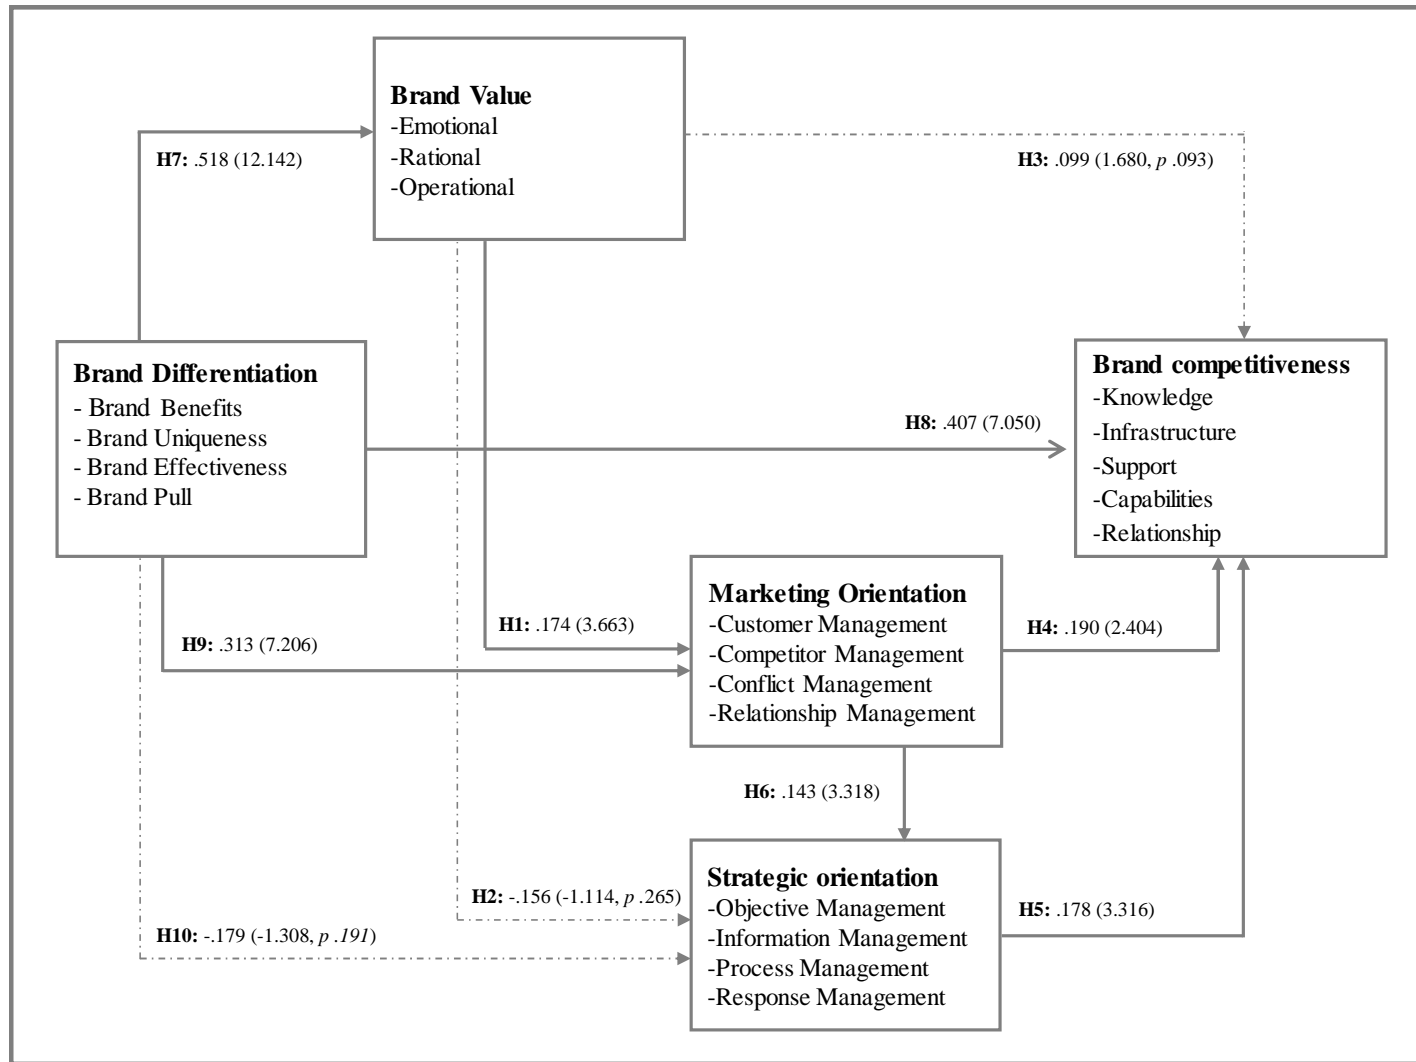 Brand Value
-Emotional
-Rational
-Operational
H7: .518 (12.142)
H3: .099 (1.680, p .093)
Brand Differentiation
- Brand Benefits
- Brand Uniqueness
- Brand Effectiveness
- Brand Pull
H8: .407 (7.050)
Brand competitiveness
-Knowledge
-Infrastructure
-Support
-Capabilities
-Relationship
H9: .313 (7.206)
H1: .174 (3.663)
Marketing Orientation
-Customer Management
-Competitor Management
-Conflict Management
-Relationship Management
H4: .190 (2.404)
H6: .143 (3.318)
H2: -.156 (-1.114, p .265)
H10: -.179 (-1.308, p .191)
Strategic orientation
-Objective Management
-Information Management
-Process Management
-Response Management
H5: .178 (3.316)